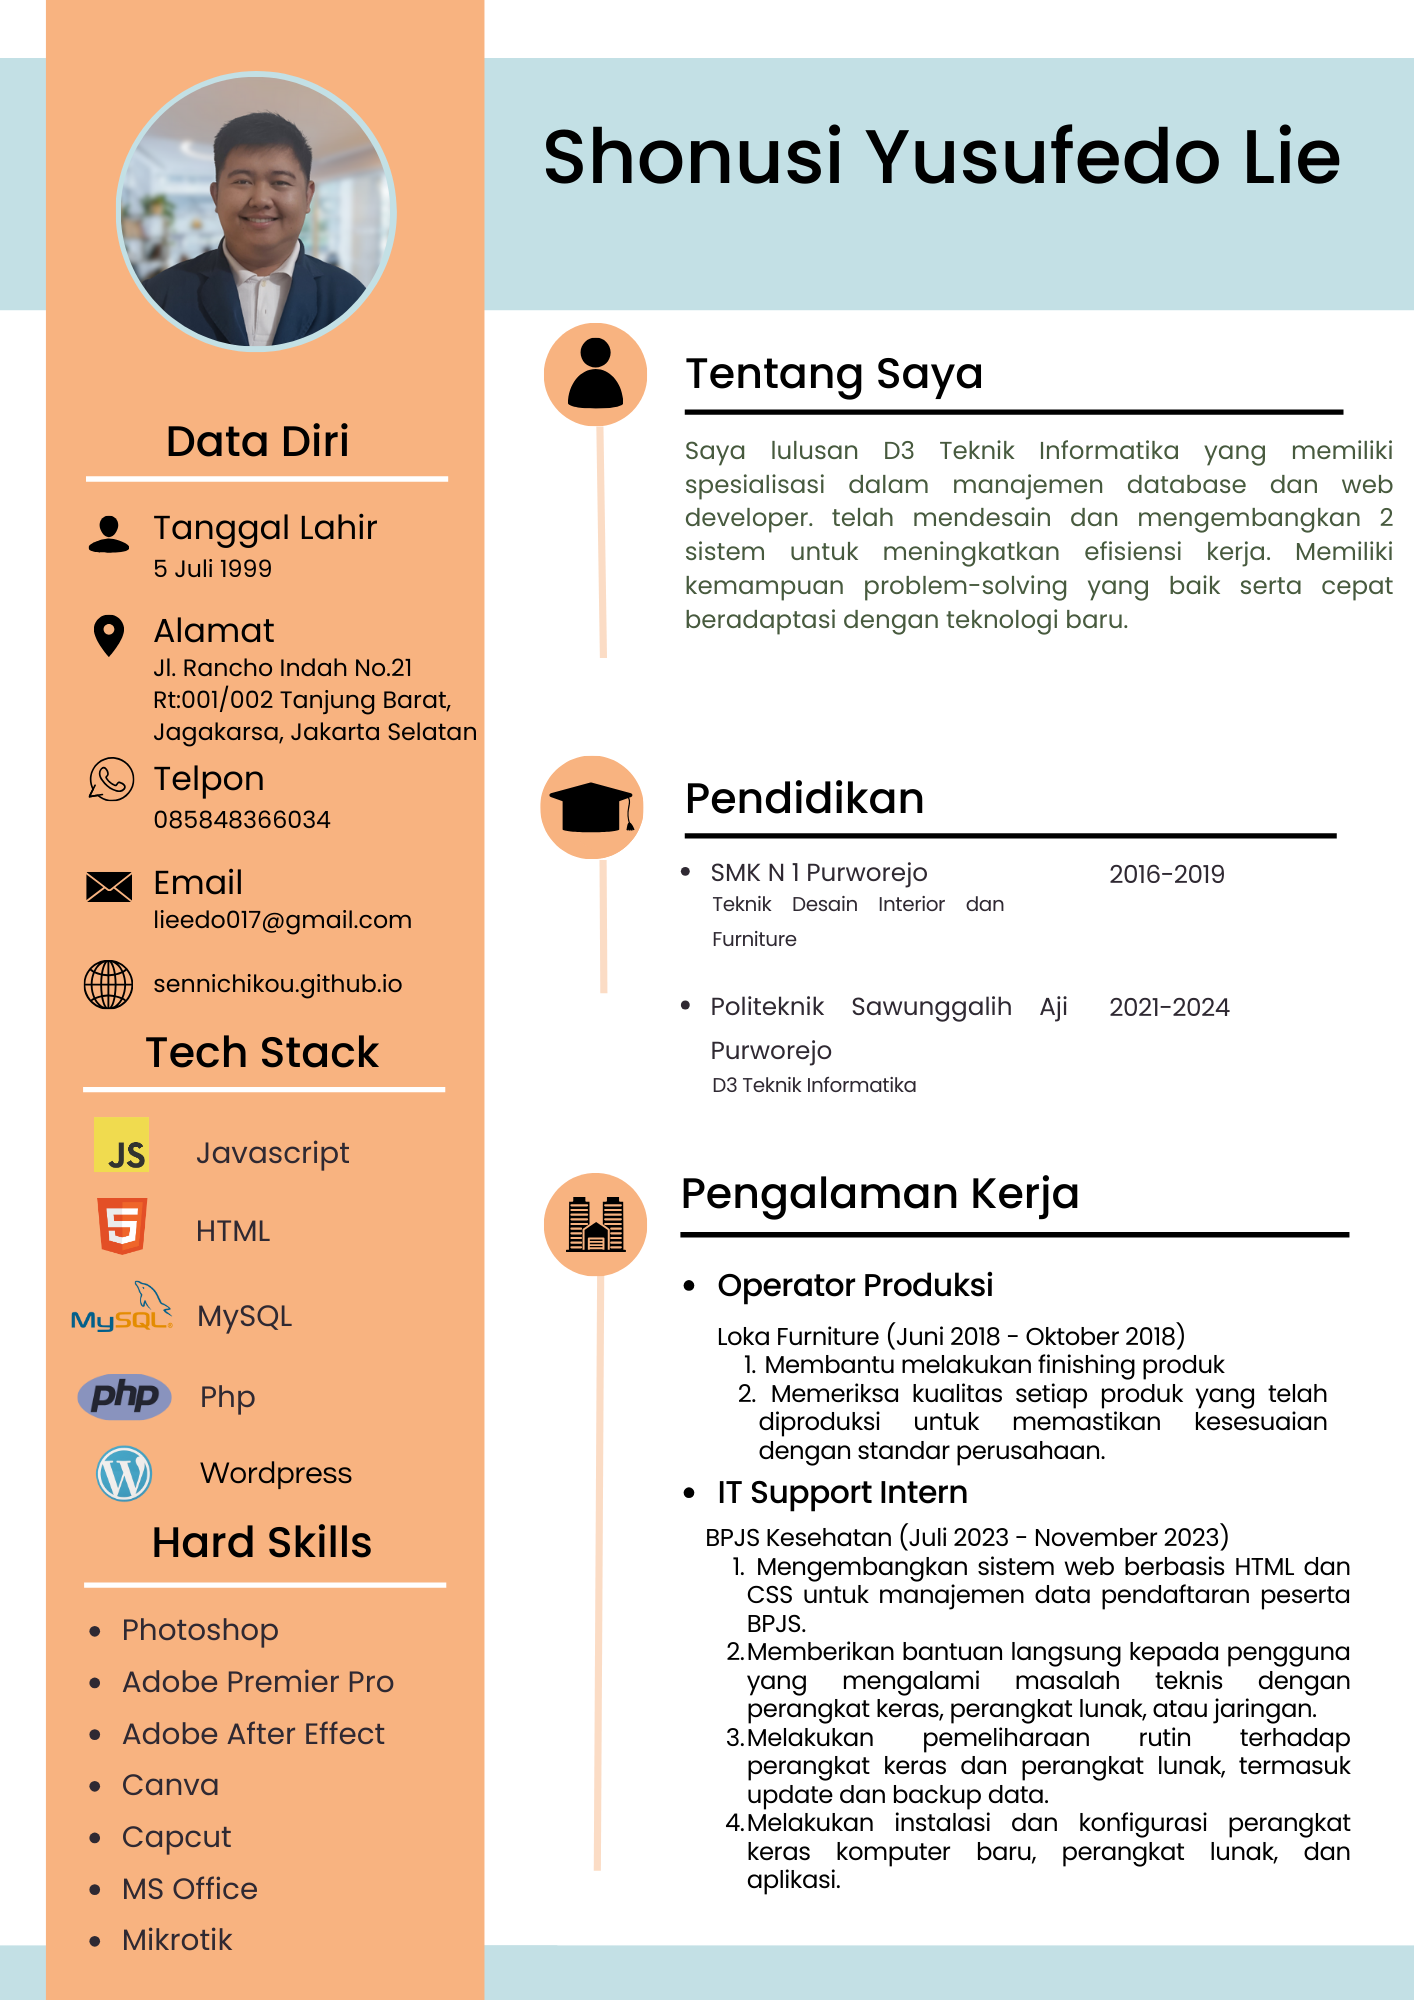 Shonusi Yusufedo Lie
Data Diri
Tanggal Lahir
5 Juli 1999
Alamat
Jl. Rancho Indah No.21
Rt:001/002 Tanjung Barat,
Jagakarsa, Jakarta Selatan
Telpon
085848366034
Email
lieedo017@gmail.com
sennichikou.github.io
Tech Stack
JS Javascript
5 HTML
MySQL® MySQL
php Php
W Wordpress
Hard Skills
• Photoshop
• Adobe Premier Pro
• Adobe After Effect
• Canva
• Capcut
• MS Office
• Mikrotik
Tentang Saya
Saya lulusan D3 Teknik Informatika yang memiliki
spesialisasi dalam manajemen database dan web
developer. telah mendesain dan mengembangkan 2
sistem untuk meningkatkan efisiensi kerja. Memiliki
kemampuan problem-solving yang baik serta cepat
beradaptasi dengan teknologi baru.
Pendidikan
• SMK N 1 Purworejo 2016-2019
Teknik Desain Interior dan
Furniture
• Politeknik Sawunggalih Aji 2021-2024
Purworejo
D3 Teknik Informatika
Pengalaman Kerja
• Operator Produksi
Loka Furniture (Juni 2018 - Oktober 2018)
1. Membantu melakukan finishing produk
2. Memeriksa kualitas setiap produk yang telah
diproduksi untuk memastikan kesesuaian
dengan standar perusahaan.
• IT Support Intern
BPJS Kesehatan (Juli 2023 - November 2023)
1. Mengembangkan sistem web berbasis HTML dan
CSS untuk manajemen data pendaftaran peserta
BPJS.
2.Memberikan bantuan langsung kepada pengguna
yang mengalami masalah teknis dengan
perangkat keras, perangkat lunak, atau jaringan.
3.Melakukan pemeliharaan rutin terhadap
perangkat keras dan perangkat lunak, termasuk
update dan backup data.
4.Melakukan instalasi dan konfigurasi perangkat
keras komputer baru, perangkat lunak, dan
aplikasi.